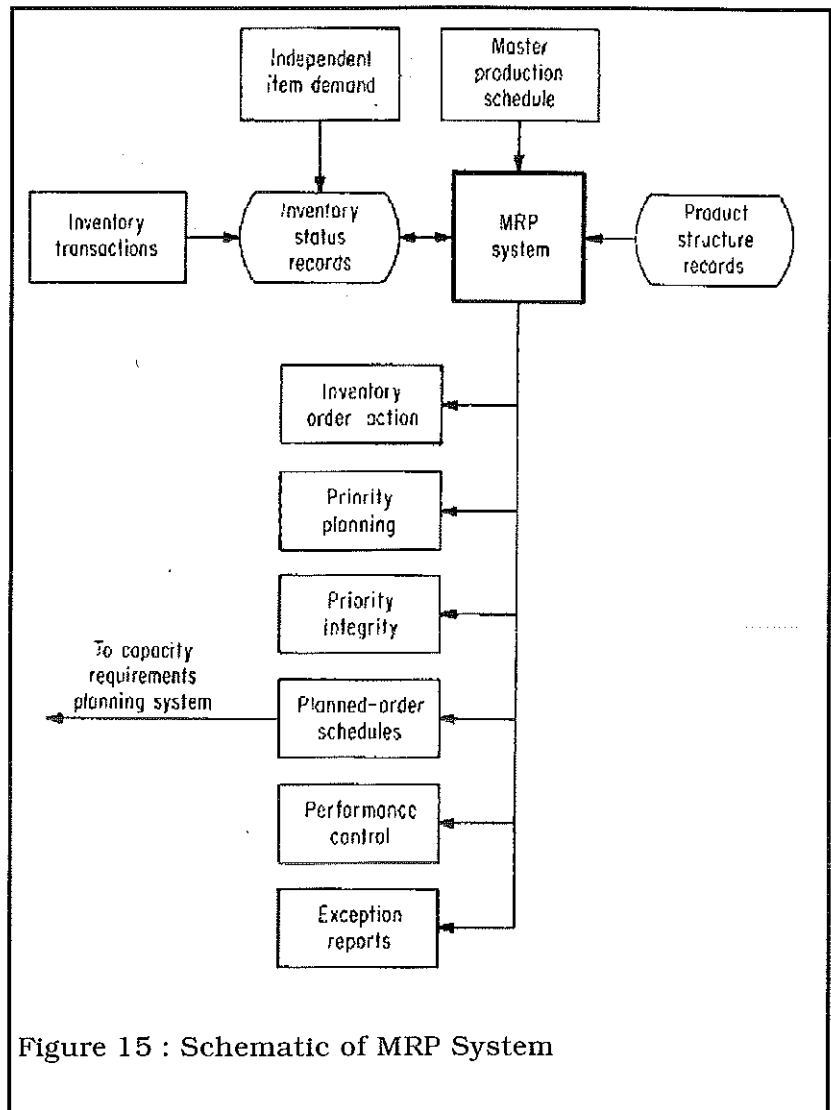 Independent
item demand
Master
production
schedule
Inventory
transactions
Inventory
status
records
MRP
system
Product
structure
records
Inventory
order action
Priority
planning
Priority
integrity
To capacity
requirements
planning system
Planned-order
schedules
Performance
control
Exception
reports
Figure 15 : Schematic of MRP System